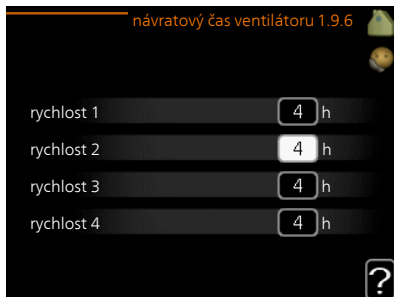 návratový čas ventilátoru 1.9.6
rychlost 1 4 h
rychlost 2 4 h
rychlost 3 4 h
rychlost 4 4 h
?